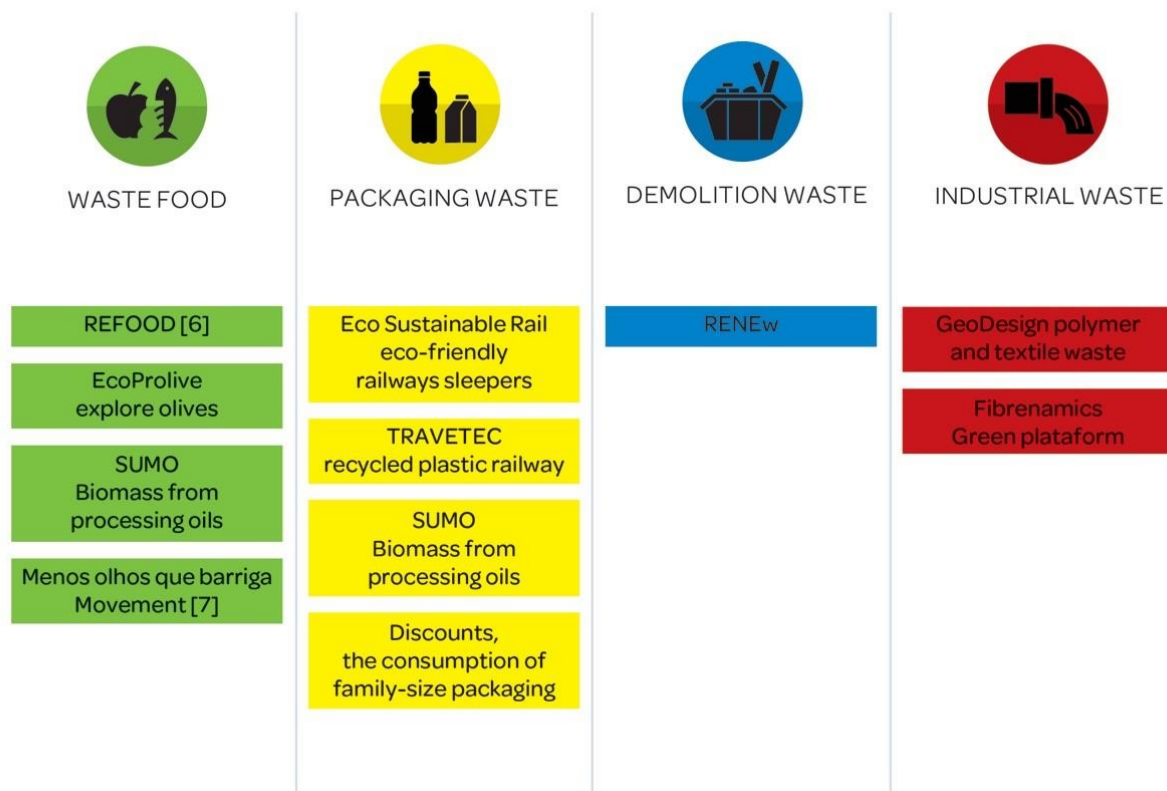 WASTE FOOD
REFOOD [6]
EcoProlive
explore olives
SUMO
Biomass from
processing oils
Menos olhos que barriga
Movement [7]
PACKAGING WASTE
Eco Sustainable Rail
eco-friendly
railways sleepers
TRAVETEC
recycled plastic railway
SUMO
Biomass from
processing oils
Discounts,
the consumption of
family-size packaging
DEMOLITION WASTE
RENEw
INDUSTRIAL WASTE
GeoDesign polymer
and textile waste
Fibrenamics
Green plataform